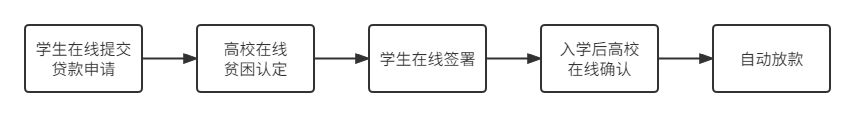 学生在线提交
贷款申请
高校在线
贫困认定
学生在线签署
入学后高校
在线确认
自动放款